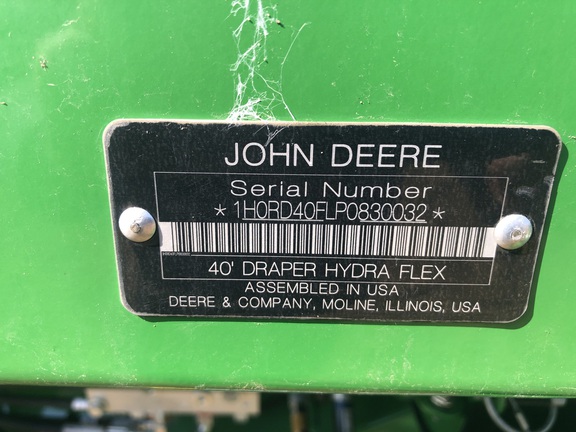 JOHN DEERE
Serial Number
*1H0RD40FLP0830032*
40' DRAPER HYDRA FLEX
ASSEMBLED IN USA
DEERE & COMPANY, MOLINE, ILLINOIS, USA